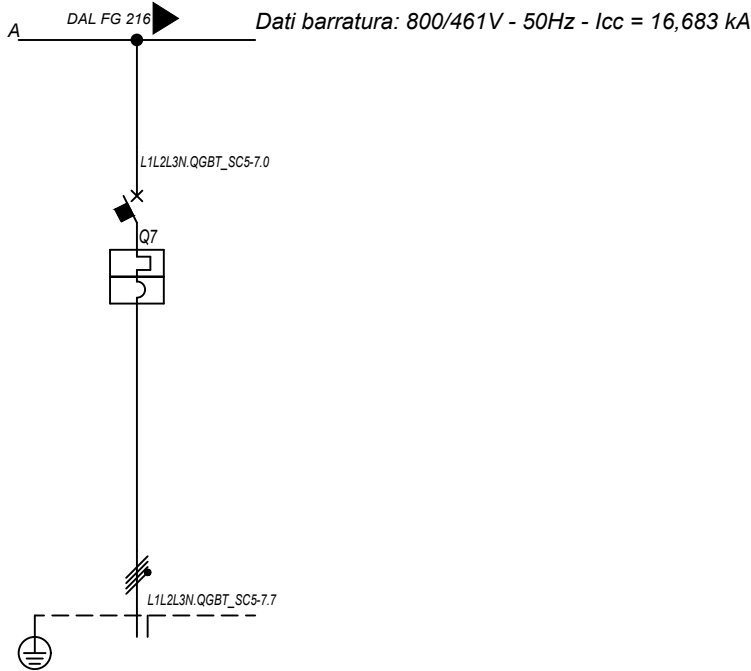 DAL FG 216
Dati barratura: 800/461V - 50Hz - Icc = 16,683 kA
A
L1L2L3N.QGBT_SC5-7.0
Q7
L1L2L3N.QGBT_SC5-7.7